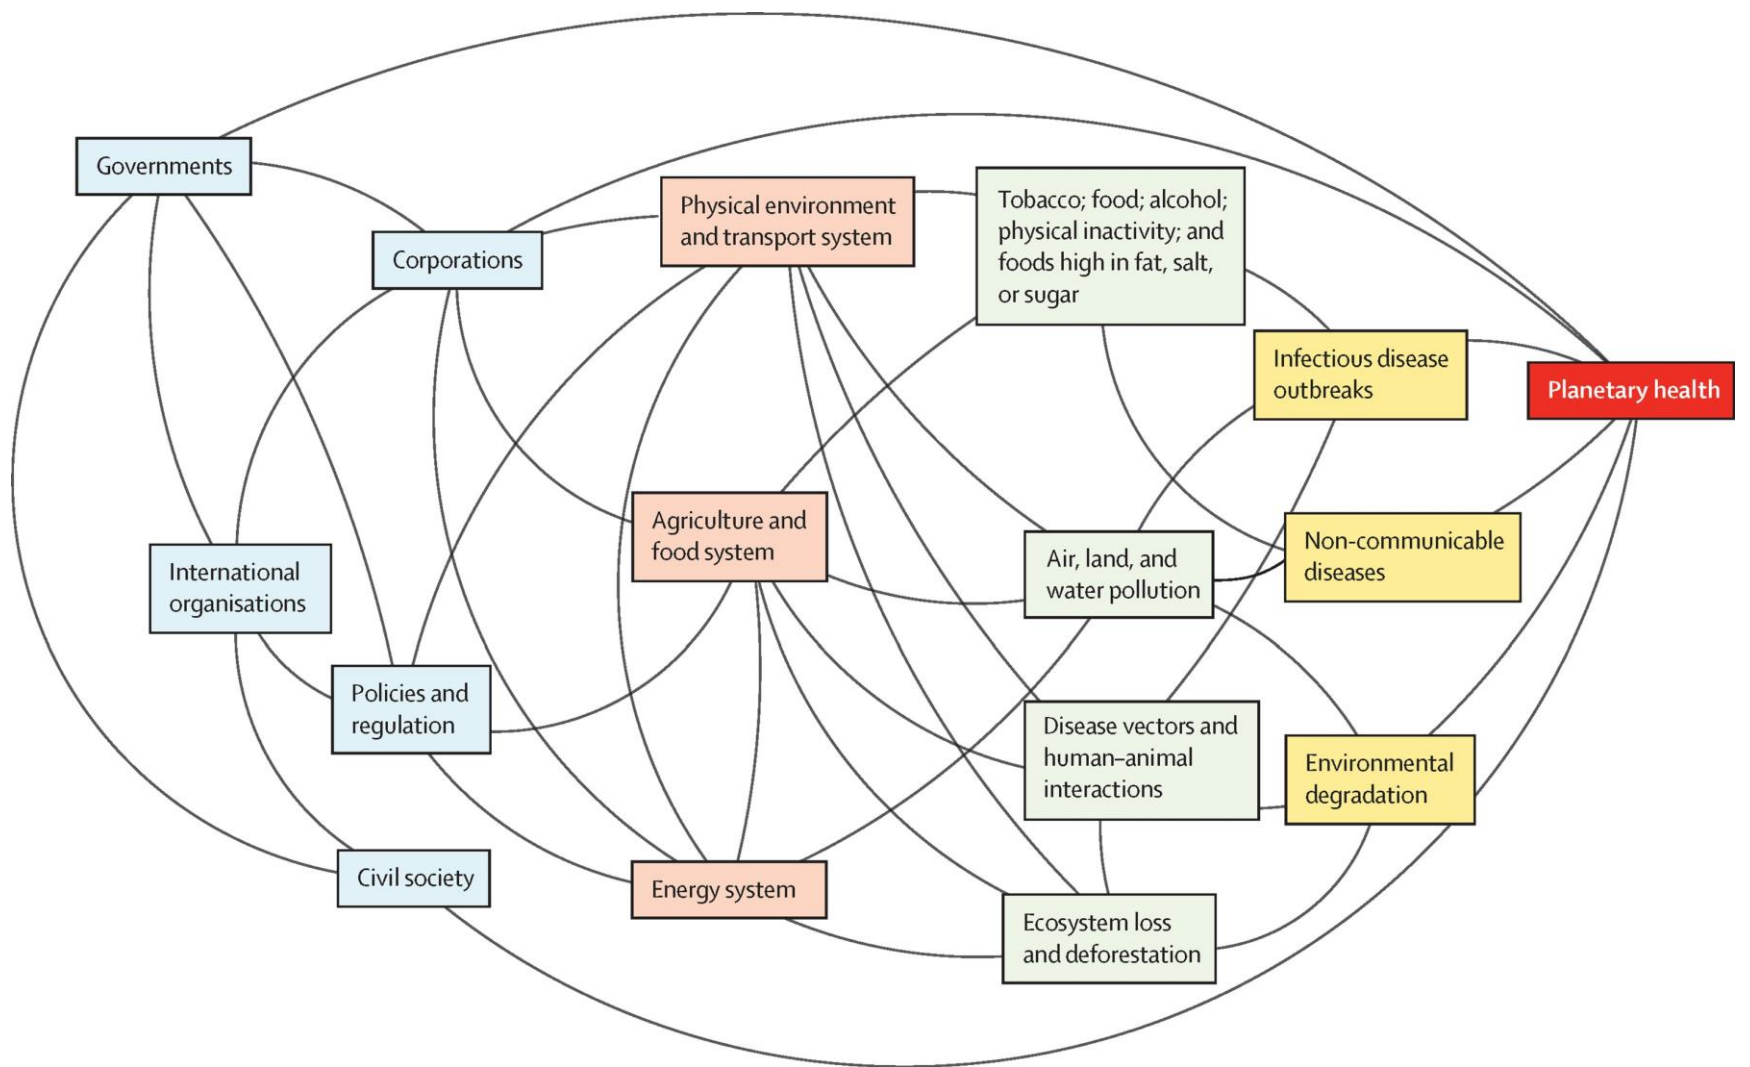 Governments
Corporations
Physical environment
and transport system
Tobacco; food; alcohol;
physical inactivity; and
foods high in fat, salt,
or sugar
Infectious disease
outbreaks
Planetary health
International
organisations
Agriculture and
food system
Air, land, and
water pollution
Non-communicable
diseases
Policies and
regulation
Disease vectors and
human–animal
interactions
Environmental
degradation
Civil society
Energy system
Ecosystem loss
and deforestation